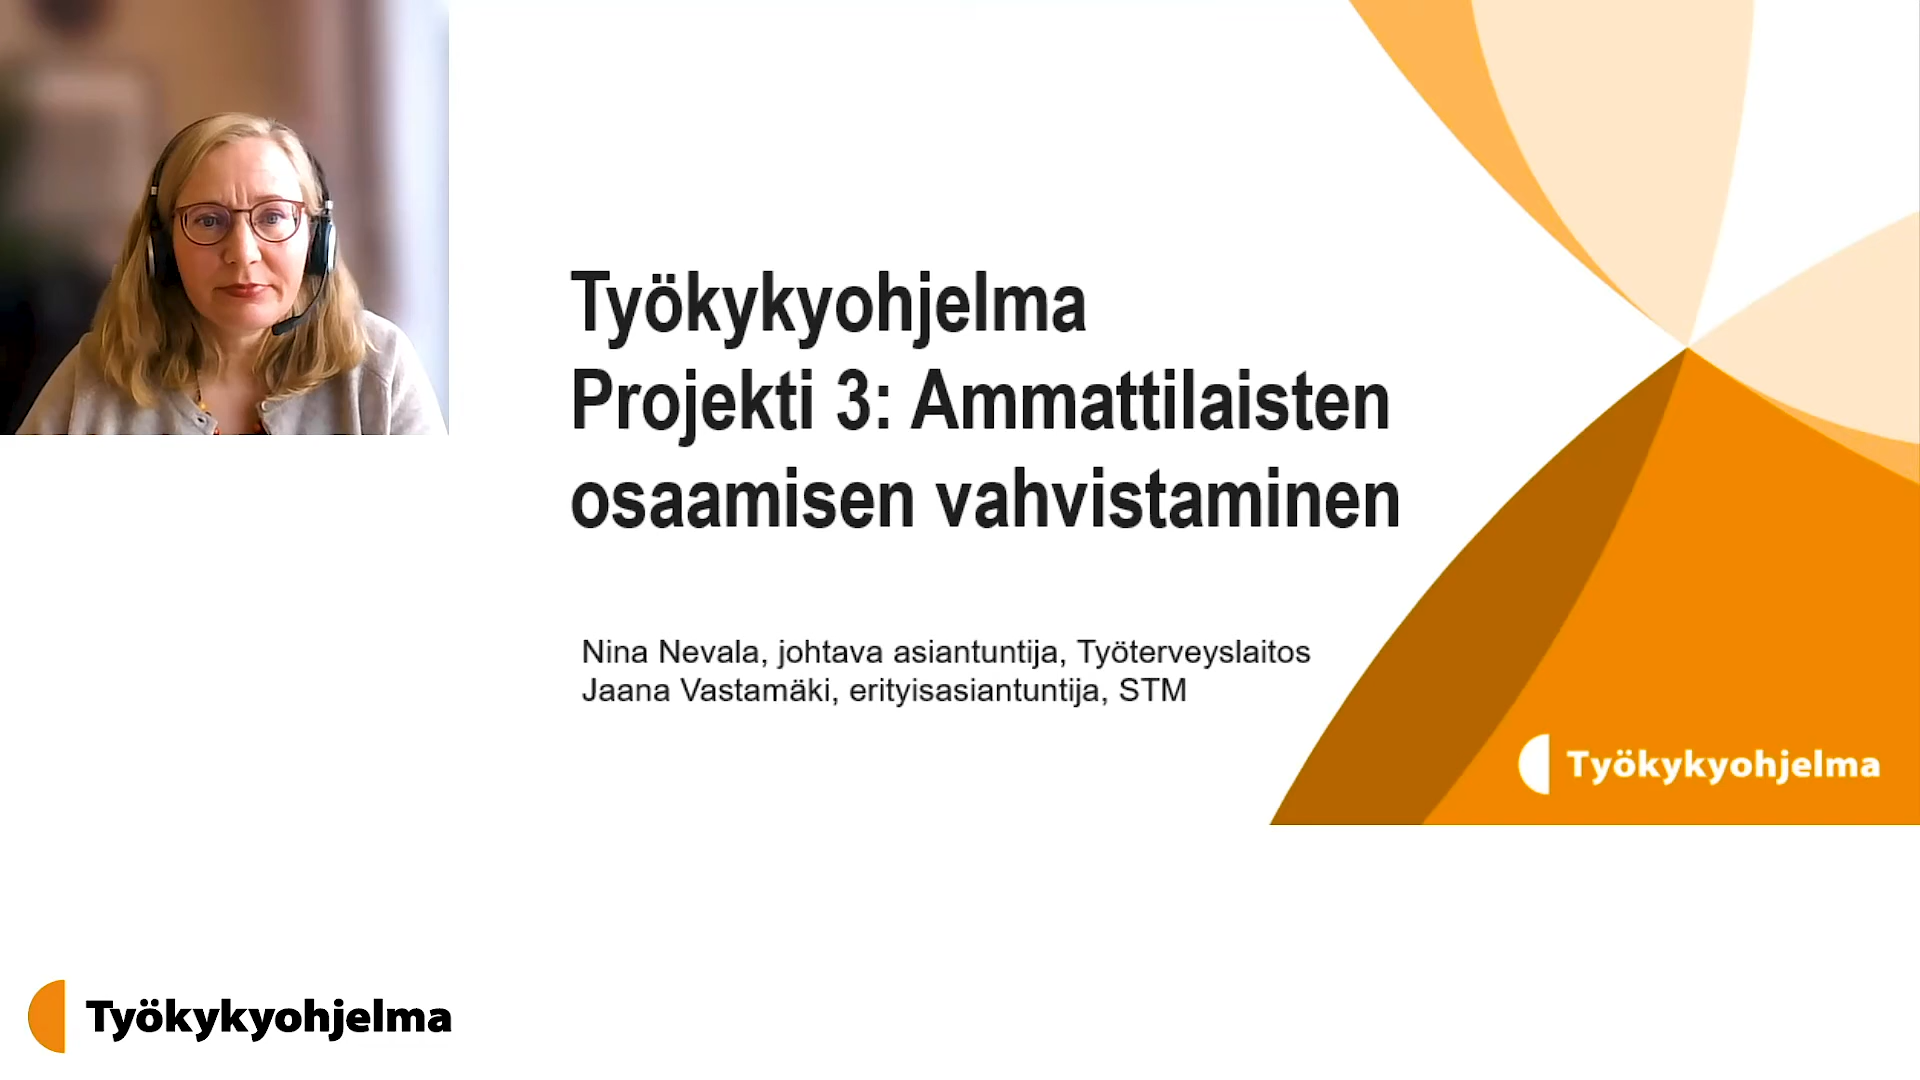 Työkykyohjelma
Projekti 3: Ammattilaisten
osaamisen vahvistaminen
Nina Nevala, johtava asiantuntija, Työterveyslaitos
Jaana Vastamäki, erityisasiantuntija, STM
Työkykyohjelma
Työkykyohjelma